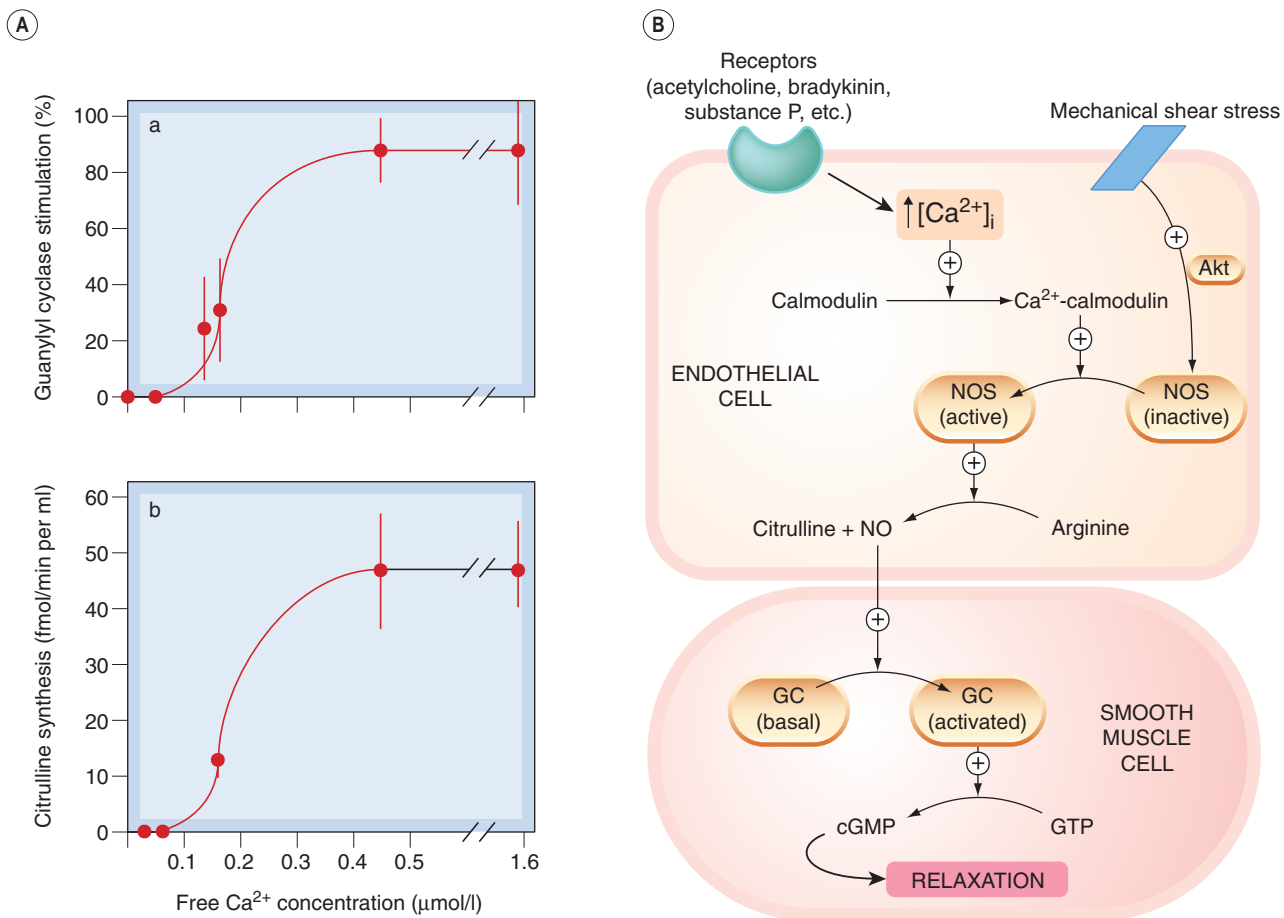 A
Guanylyl cyclase stimulation (%)
a
100
80
60
40
20
0
Citrulline synthesis (fmol/min per ml)
b
60
50
40
30
20
10
0
0.1 0.2 0.3 0.4 0.5 1.6
Free Ca²⁺ concentration (μmol/l)
B
Receptors
(acetylcholine, bradykinin,
substance P, etc.)
Mechanical shear stress
↑[Ca²⁺]ᵢ
+
+
Akt
Calmodulin
Ca²⁺-calmodulin
+
ENDOTHELIAL
CELL
NOS
(active)
NOS
(inactive)
+
Citrulline + NO
Arginine
+
GC
(basal)
GC
(activated)
SMOOTH
MUSCLE
CELL
+
cGMP
GTP
RELAXATION